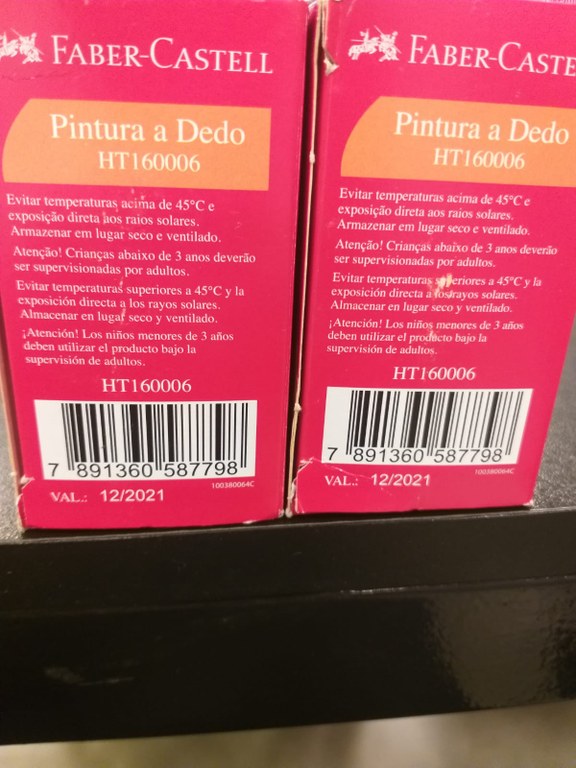 FABER-CASTELL
Pintura a Dedo
HT160006
Evitar temperaturas acima de 45°C e
exposição direta aos raios solares.
Armazenar em lugar seco e ventilado.
Atenção! Crianças abaixo de 3 anos deverão
ser supervisionadas por adultos.
Evitar temperaturas superiores a 45°C y la
exposición directa a los rayos solares.
Almacenar en lugar seco y ventilado.
¡Atención! Los niños menores de 3 años
deben utilizar el producto bajo la
supervisión de adultos.
HT160006
7 891360 587798
100380064C
VAL.: 12/2021
FABER-CASTE
Pintura a Dedo
HT160006
Evitar temperaturas acima de 45°C e
exposição direta aos raios solares.
Armazenar em lugar seco e ventilado.
Atenção! Crianças abaixo de 3 anos deverão
ser supervisionadas por adultos.
Evitar temperaturas superiores a 45°C y la
exposición directa a los rayos solares.
Almacenar en lugar seco y ventilado.
¡Atención! Los niños menores de 3 años
deben utilizar el producto bajo la
supervisión de adultos.
HT160006
7 891360 587798
100380064C
VAL.: 12/2021